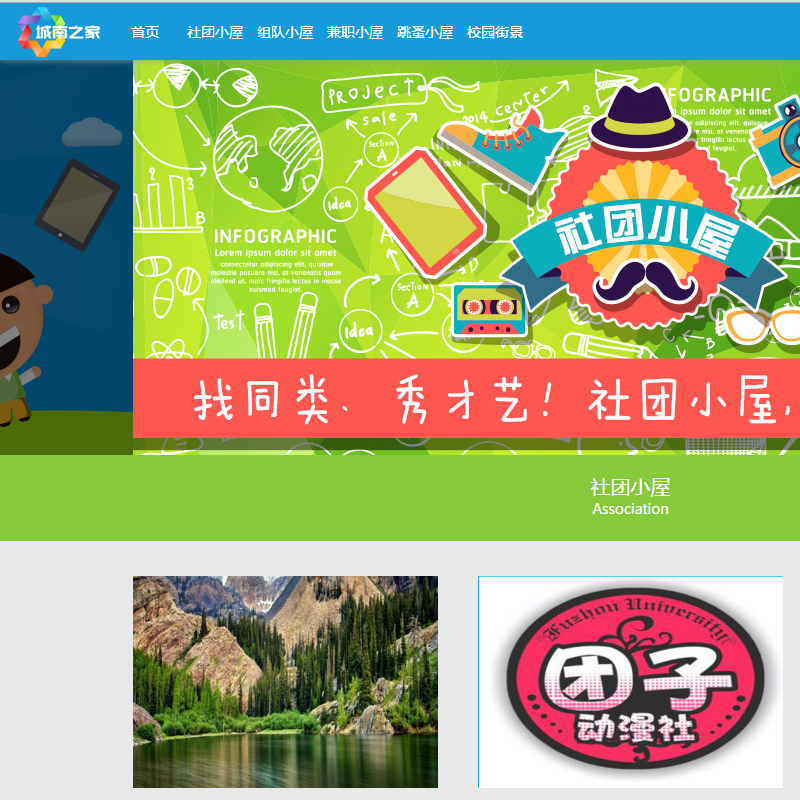 城南之家
首页 社团小屋 组队小屋 兼职小屋 跳蚤小屋 校园街景
PROJECT
sale
2014 center
Section
A
FOGRAPHIC
Idea
2
3
B
INFOGRAPHIC
Lorem ipsum dolor sit amet
consectetur adipiscing elit. quisque
molestie posuere nisi, at venenatis quam
eleifend ut. nunc fringilla lectus in massa
euismod feugiat.
社团小屋
Section
A
Test
Idea
找同类、秀才艺!社团小屋,
社团小屋
Association
Fuzhou University
团子
动漫社